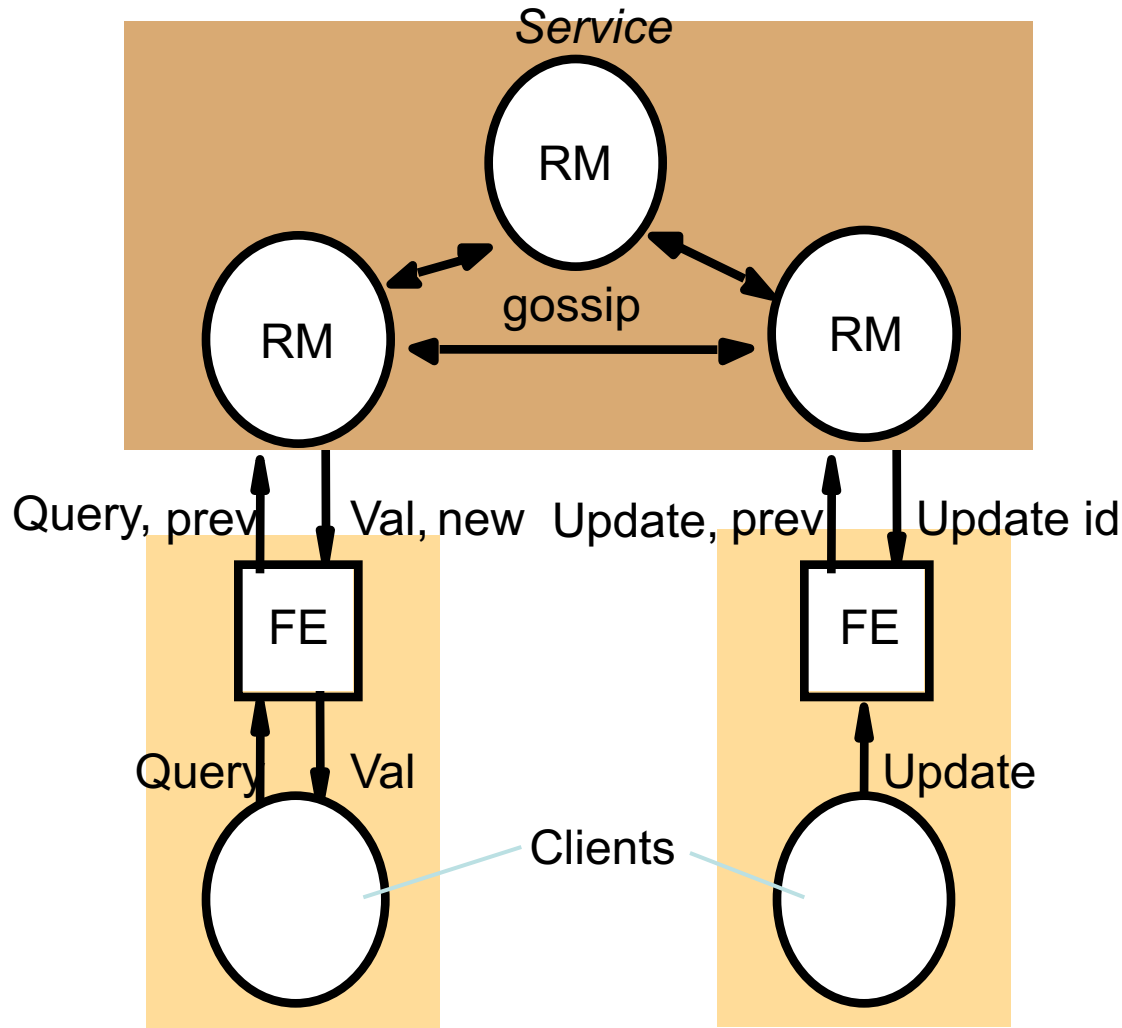 Service
RM
gossip
RM
RM
Query, prev
Val, new
Update, prev
Update id
FE
FE
Query
Val
Update
Clients